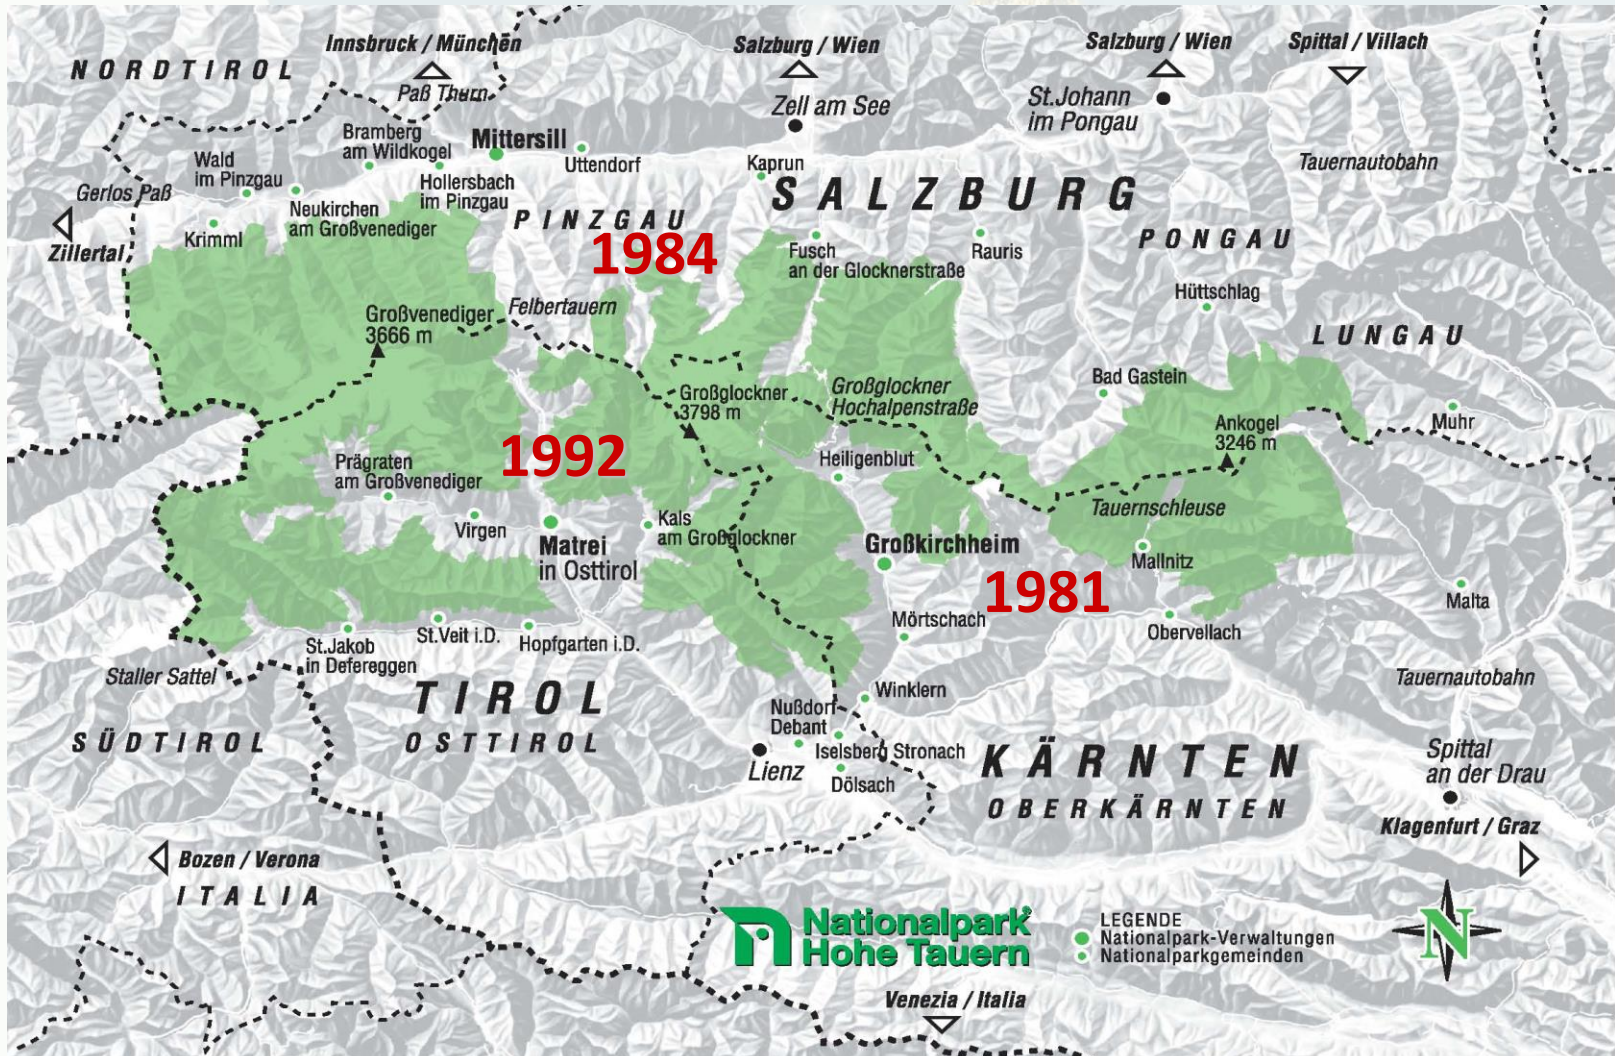 Innsbruck / München
Salzburg / Wien
Salzburg / Wien
Spittal / Villach
NORDTIROL
Paß Thurn
Zell am See
St.Johann
im Pongau
Bramberg
am Wildkogel
Mittersill
Uttendorf
Kaprun
Tauernautobahn
Wald
im Pinzgau
Gerlos Paß
Hollersbach
im Pinzgau
SALZBURG
Neukirchen
am Großvenediger
PINZGAU
Krimml
Zillertal
1984
Fusch
an der Glocknerstraße
Rauris
PONGAU
Hüttschlag
Großvenediger
3666 m
Felbertauern
LUNGAU
Bad Gastein
Großglockner
3798 m
Großglockner
Hochalpenstraße
Ankogel
3246 m
Muhr
1992
Prägraten
am Großvenediger
Heiligenblut
Tauernschleuse
Virgen
Kals
am Großglockner
Matrei
in Osttirol
Großkirchheim
Mallnitz
1981
Malta
Mörtschach
Obervellach
St.Jakob
in Defereggen
St.Veit i.D.
Hopfgarten i.D.
Staller Sattel
Tauernautobahn
TIROL
OSTTIROL
Winklern
SÜDTIROL
Nußdorf
Debant
Iselsberg Stronach
Lienz
Dölsach
KÄRNTEN
OBERKÄRNTEN
Spittal
an der Drau
Klagenfurt / Graz
Bozen / Verona
ITALIA
Nationalpark®
Hohe Tauern
LEGENDE
Nationalpark-Verwaltungen
Nationalparkgemeinden
N
Venezia / Italia